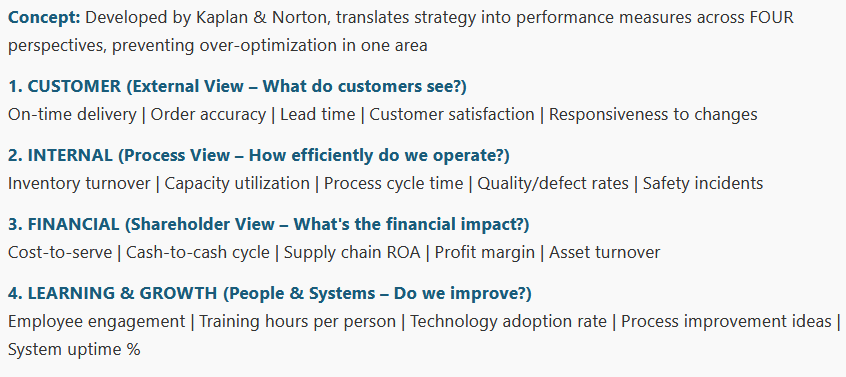 Concept: Developed by Kaplan & Norton, translates strategy into performance measures across FOUR
perspectives, preventing over-optimization in one area
1. CUSTOMER (External View – What do customers see?)
On-time delivery | Order accuracy | Lead time | Customer satisfaction | Responsiveness to changes
2. INTERNAL (Process View – How efficiently do we operate?)
Inventory turnover | Capacity utilization | Process cycle time | Quality/defect rates | Safety incidents
3. FINANCIAL (Shareholder View – What's the financial impact?)
Cost-to-serve | Cash-to-cash cycle | Supply chain ROA | Profit margin | Asset turnover
4. LEARNING & GROWTH (People & Systems – Do we improve?)
Employee engagement | Training hours per person | Technology adoption rate | Process improvement ideas |
System uptime %